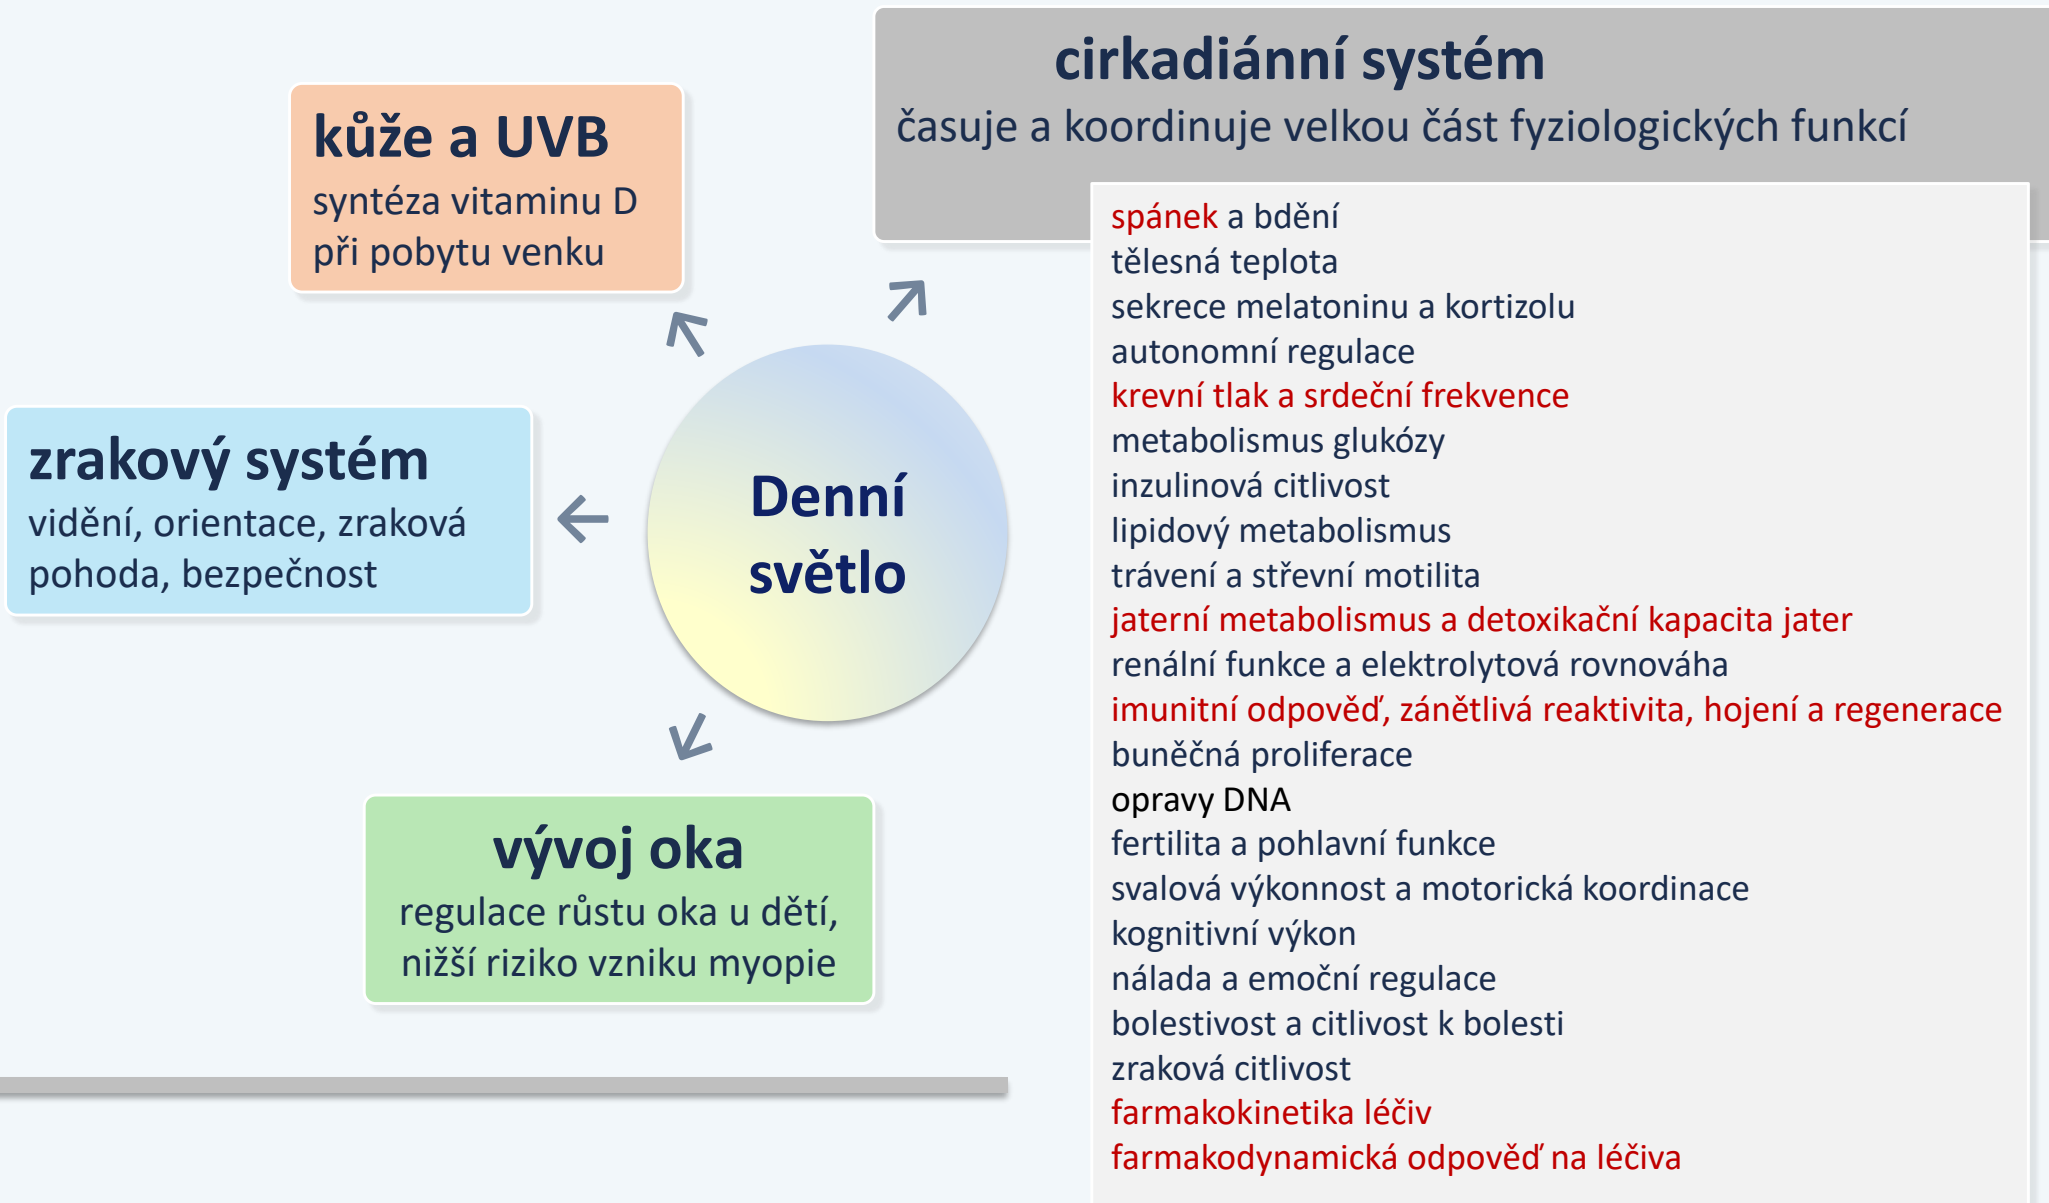 cirkadiánní systém
časuje a koordinuje velkou část fyziologických funkcí
kůže a UVB
syntéza vitaminu D
při pobytu venku
zrakový systém
vidění, orientace, zraková
pohoda, bezpečnost
Denní
světlo
vývoj oka
regulace růstu oka u dětí,
nižší riziko vzniku myopie
spánek a bdění
tělesná teplota
sekrece melatoninu a kortizolu
autonomní regulace
krevní tlak a srdeční frekvence
metabolismus glukózy
inzulinová citlivost
lipidový metabolismus
trávení a střevní motilita
jaterní metabolismus a detoxikační kapacita jater
renální funkce a elektrolytová rovnováha
imunitní odpověď, zánětlivá reaktivita, hojení a regenerace
buněčná proliferace
opravy DNA
fertilita a pohlavní funkce
svalová výkonnost a motorická koordinace
kognitivní výkon
nálada a emoční regulace
bolestivost a citlivost k bolesti
zraková citlivost
farmakokinetika léčiv
farmakodynamická odpověď na léčiva